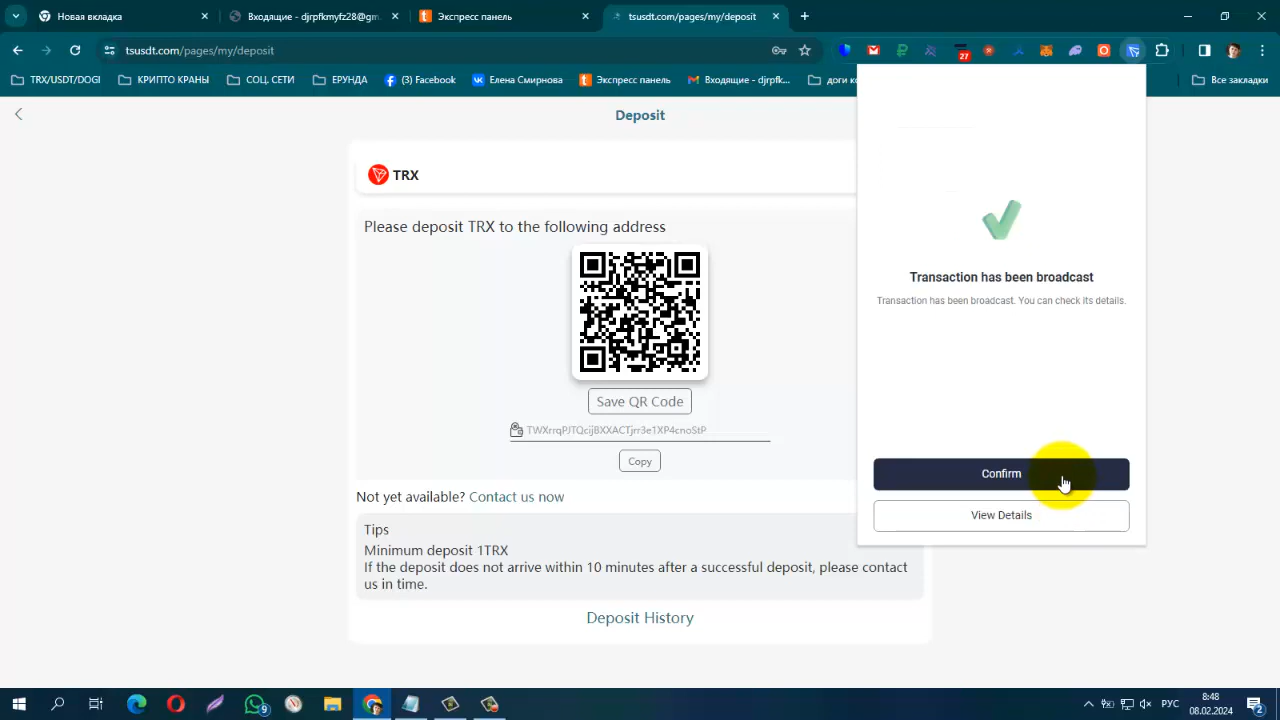 Новая вкладка
Входящие - djrpfkmyfz28@gm
Экспресс панель
tsusdt.com/pages/my/deposit
tsusdt.com/pages/my/deposit
27
TRX/USDT/DOGI
КРИПТО КРАНЫ
СОЦ. СЕТИ
ЕРУНДА
(3) Facebook
Елена Смирнова
Экспресс панель
Входящие - djrpfk...
доги ко
Все закладки
Deposit
TRX
Please deposit TRX to the following address
Save QR Code
TWXrrqPJTQcijBXXACTjrr3e1XP4cnoStP
Copy
Not yet available? Contact us now
Tips
Minimum deposit 1TRX
If the deposit does not arrive within 10 minutes after a successful deposit, please contact
us in time.
Deposit History
Transaction has been broadcast
Transaction has been broadcast. You can check its details.
Confirm
View Details
9
РУС
8:48
08.02.2024
2